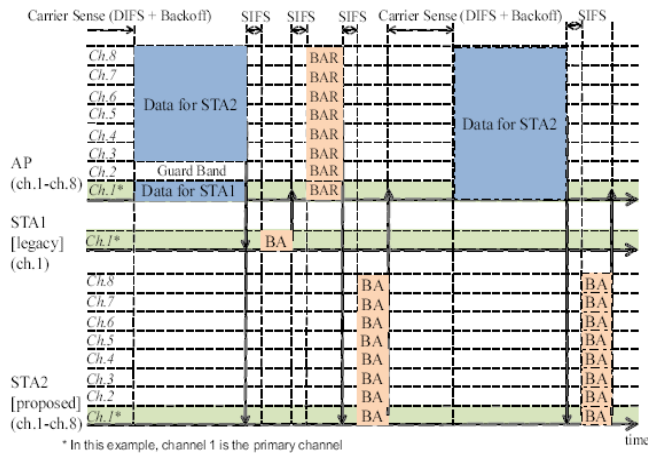 Carrier Sense (DIFS + Backoff) SIFS SIFS SIFS Carrier Sense (DIFS + Backoff) SIFS
Ch.8 BAR
Ch.7 BAR
Ch.6 BAR
Data for STA2
Ch.5 BAR
Data for STA2
Ch.4 BAR
Ch.3 BAR
AP
Ch.2 Guard Band BAR
(ch.1-ch.8)
Ch.1* Data for STA1 BAR
STA1
[legacy]
Ch.1* BA
(ch.1)
Ch.8 BA BA
Ch.7 BA BA
Ch.6 BA BA
Ch.5 BA BA
Ch.4 BA BA
STA2
Ch.3 BA BA
[proposed]
Ch.2 BA BA
(ch.1-ch.8)
Ch.1* BA BA
time
* In this example, channel 1 is the primary channel